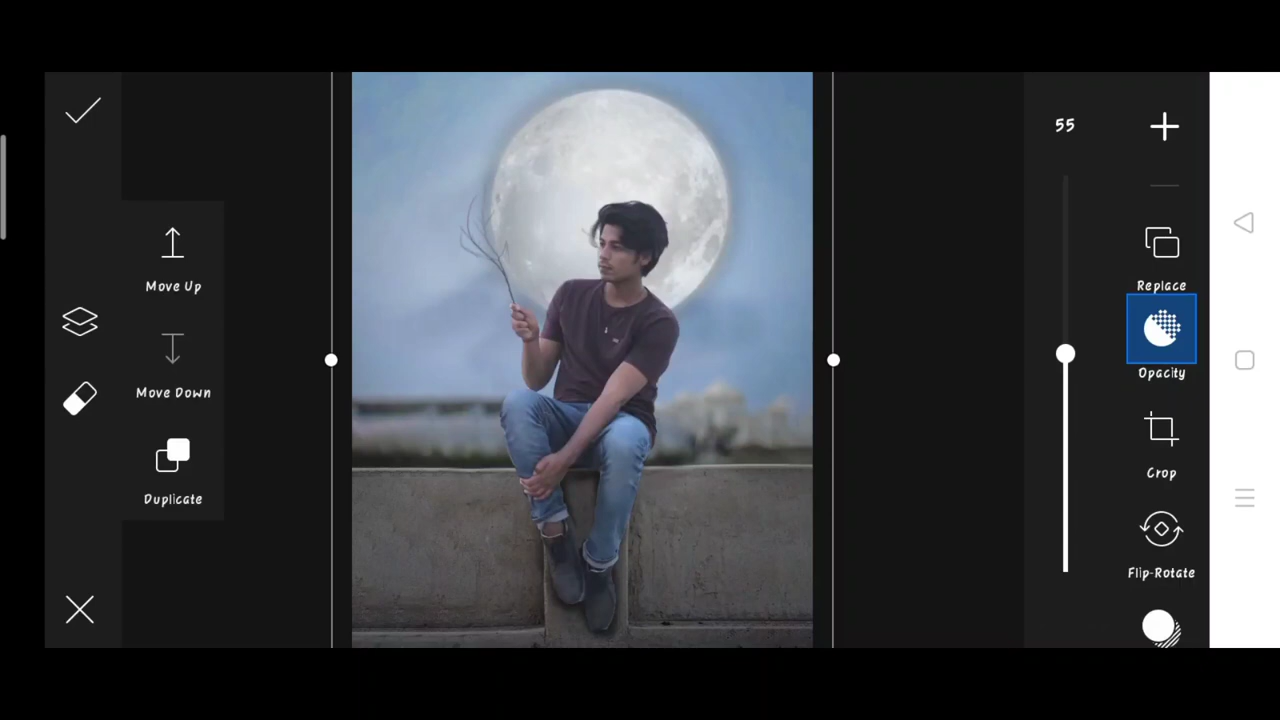 55
Move Up
Replace
Opacity
Move Down
Crop
Duplicate
Flip-Rotate